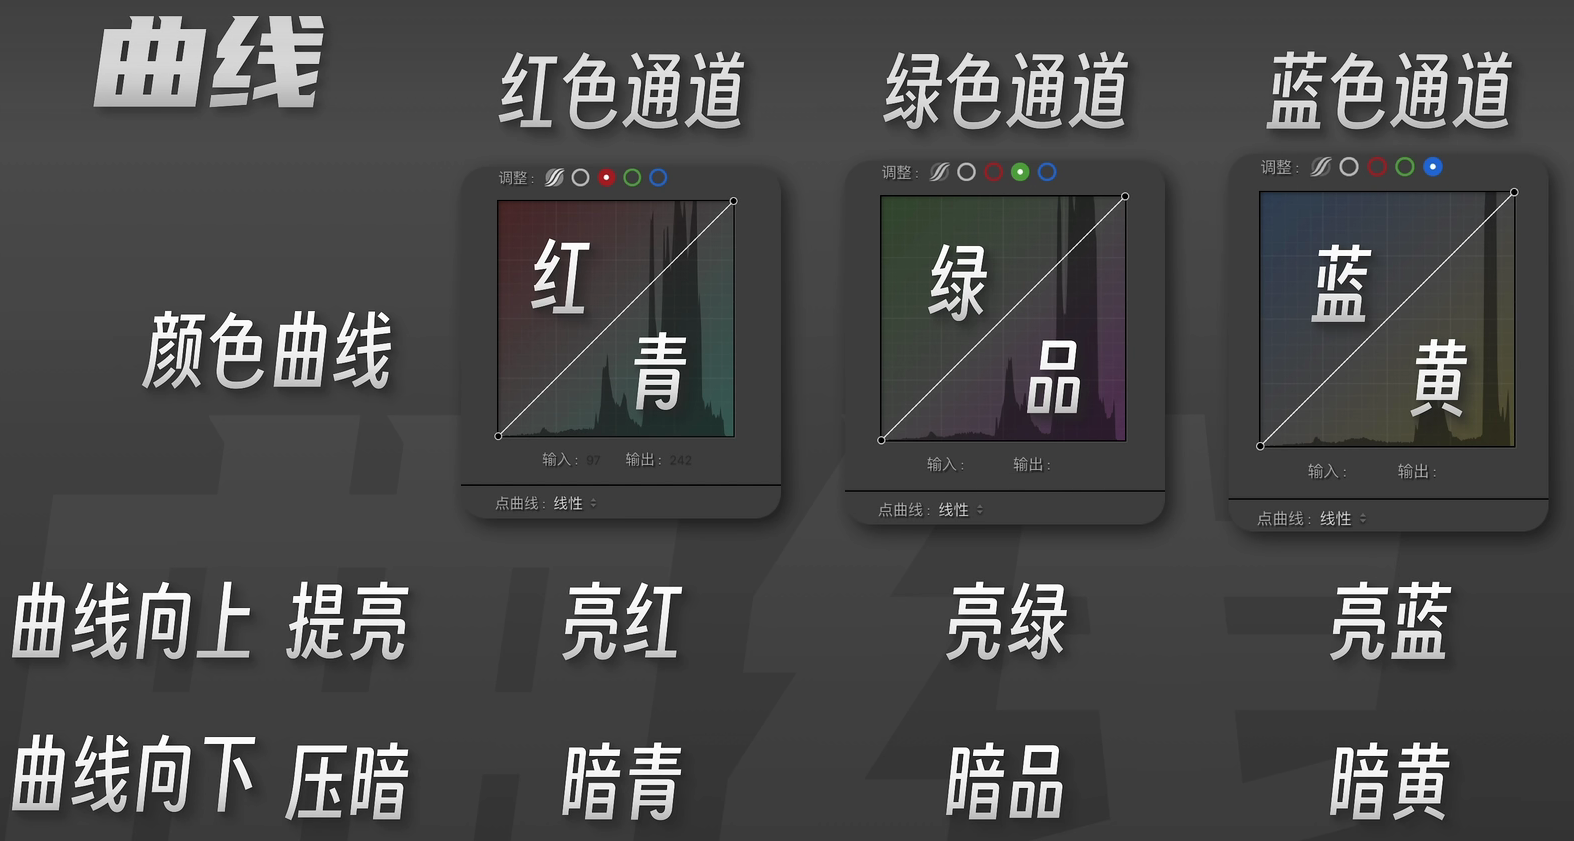 曲线
红色通道 绿色通道 蓝色通道
调整: 调整: 调整:
红 绿 蓝
青 品 黄
颜色曲线
输入: 97 输出: 242 输入: 输出: 输入: 输出:
点曲线: 线性 点曲线: 线性 点曲线: 线性
曲线向上 提亮 亮红 亮绿 亮蓝
曲线向下 压暗 暗青 暗品 暗黄